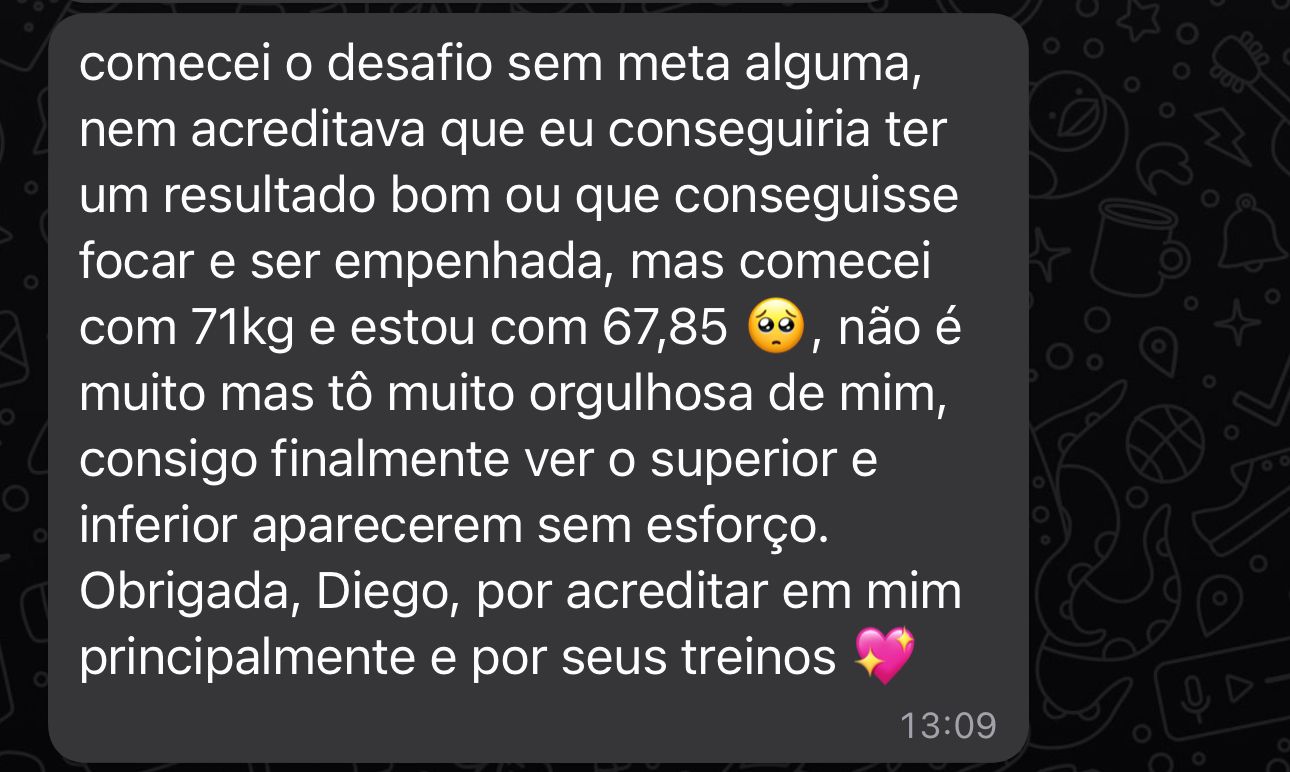 comecei o desafio sem meta alguma,
nem acreditava que eu conseguiria ter
um resultado bom ou que conseguisse
focar e ser empenhada, mas comecei
com 71kg e estou com 67,85 🥺, não é
muito mas tô muito orgulhosa de mim,
consigo finalmente ver o superior e
inferior aparecerem sem esforço.
Obrigada, Diego, por acreditar em mim
principalmente e por seus treinos 💖
13:09